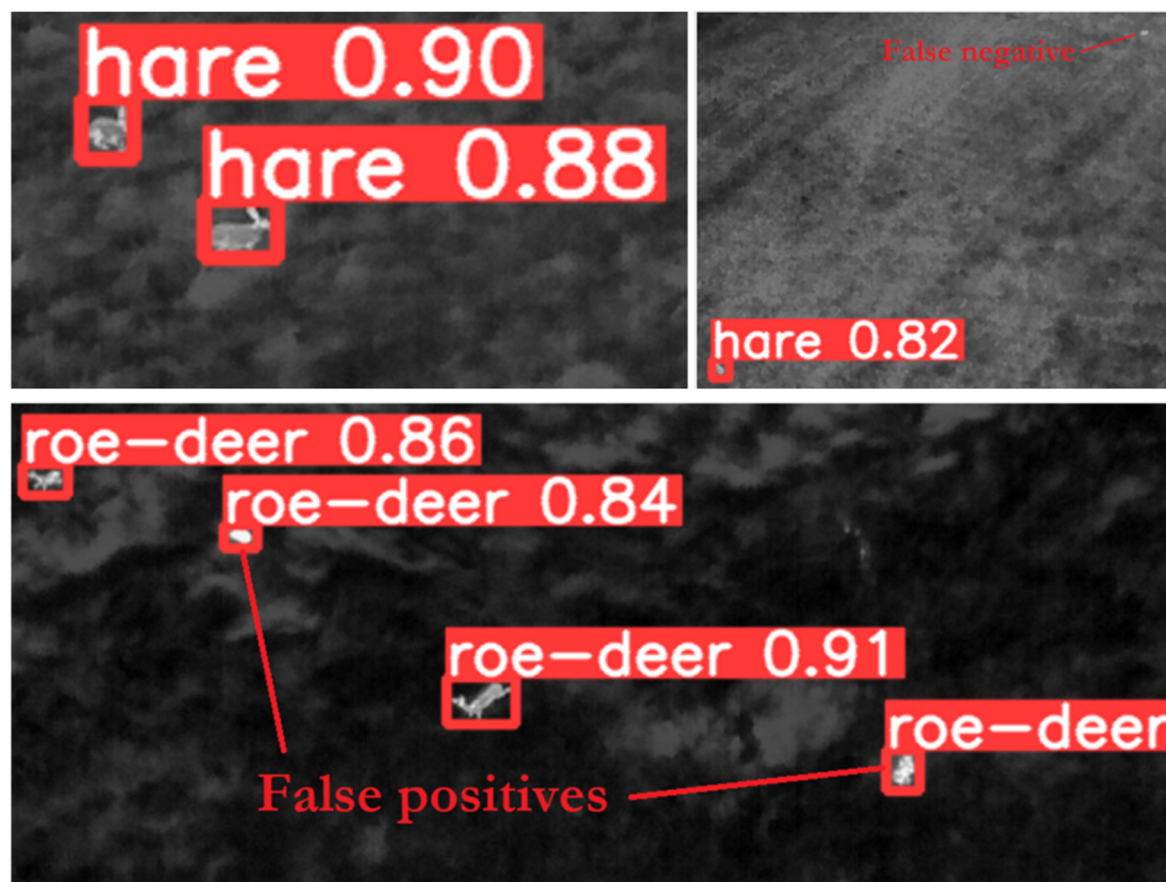 hare 0.90
hare 0.88
False negative
hare 0.82
roe-deer 0.86
roe-deer 0.84
roe-deer 0.91
roe-deer
False positives